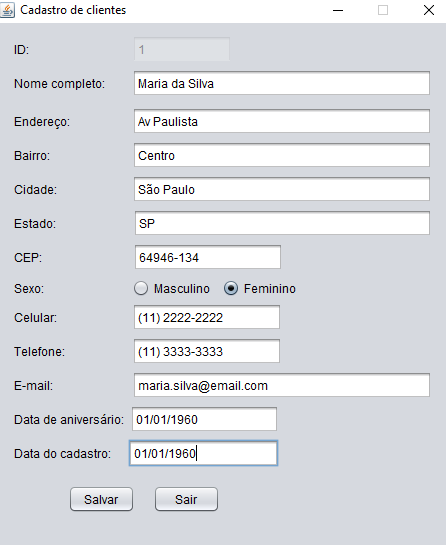 Cadastro de clientes
ID: 1
Nome completo: Maria da Silva
Endereço: Av Paulista
Bairro: Centro
Cidade: São Paulo
Estado: SP
CEP: 64946-134
Sexo: Masculino Feminino
Celular: (11) 2222-2222
Telefone: (11) 3333-3333
E-mail: maria.silva@email.com
Data de aniversário: 01/01/1960
Data do cadastro: 01/01/1960
Salvar Sair